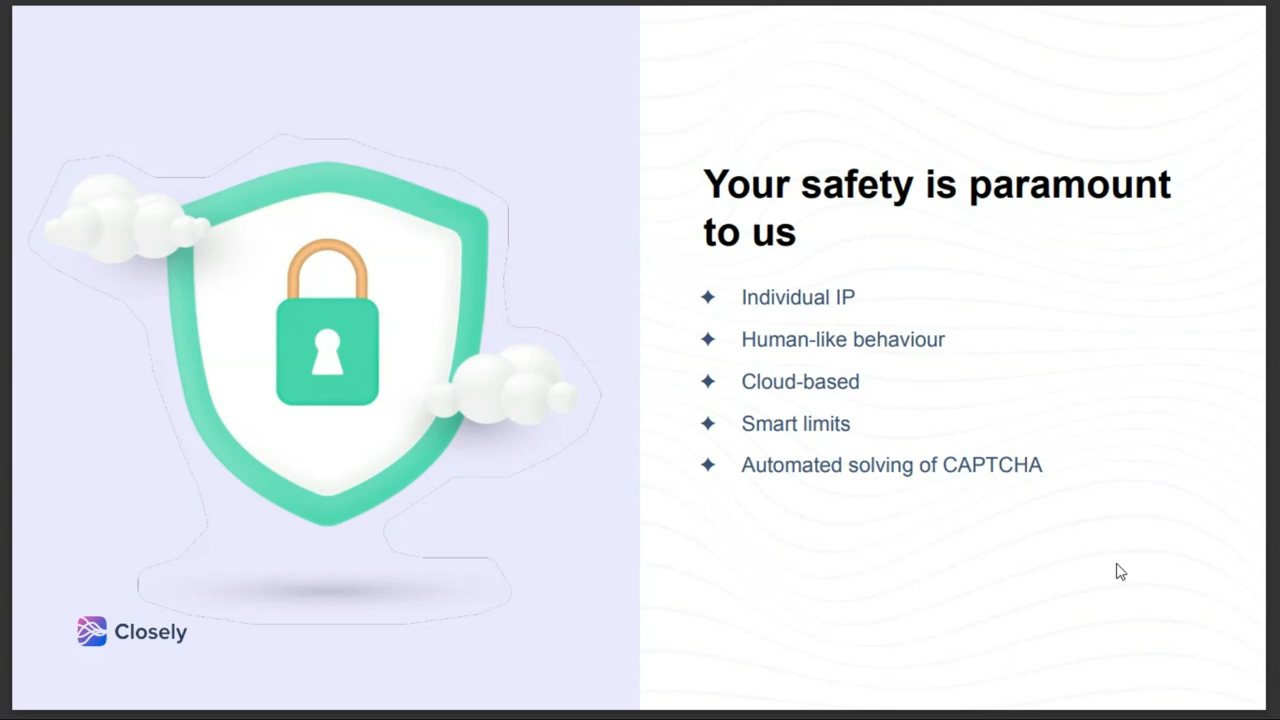 Your safety is paramount
to us
Individual IP
Human-like behaviour
Cloud-based
Smart limits
Automated solving of CAPTCHA
Closely